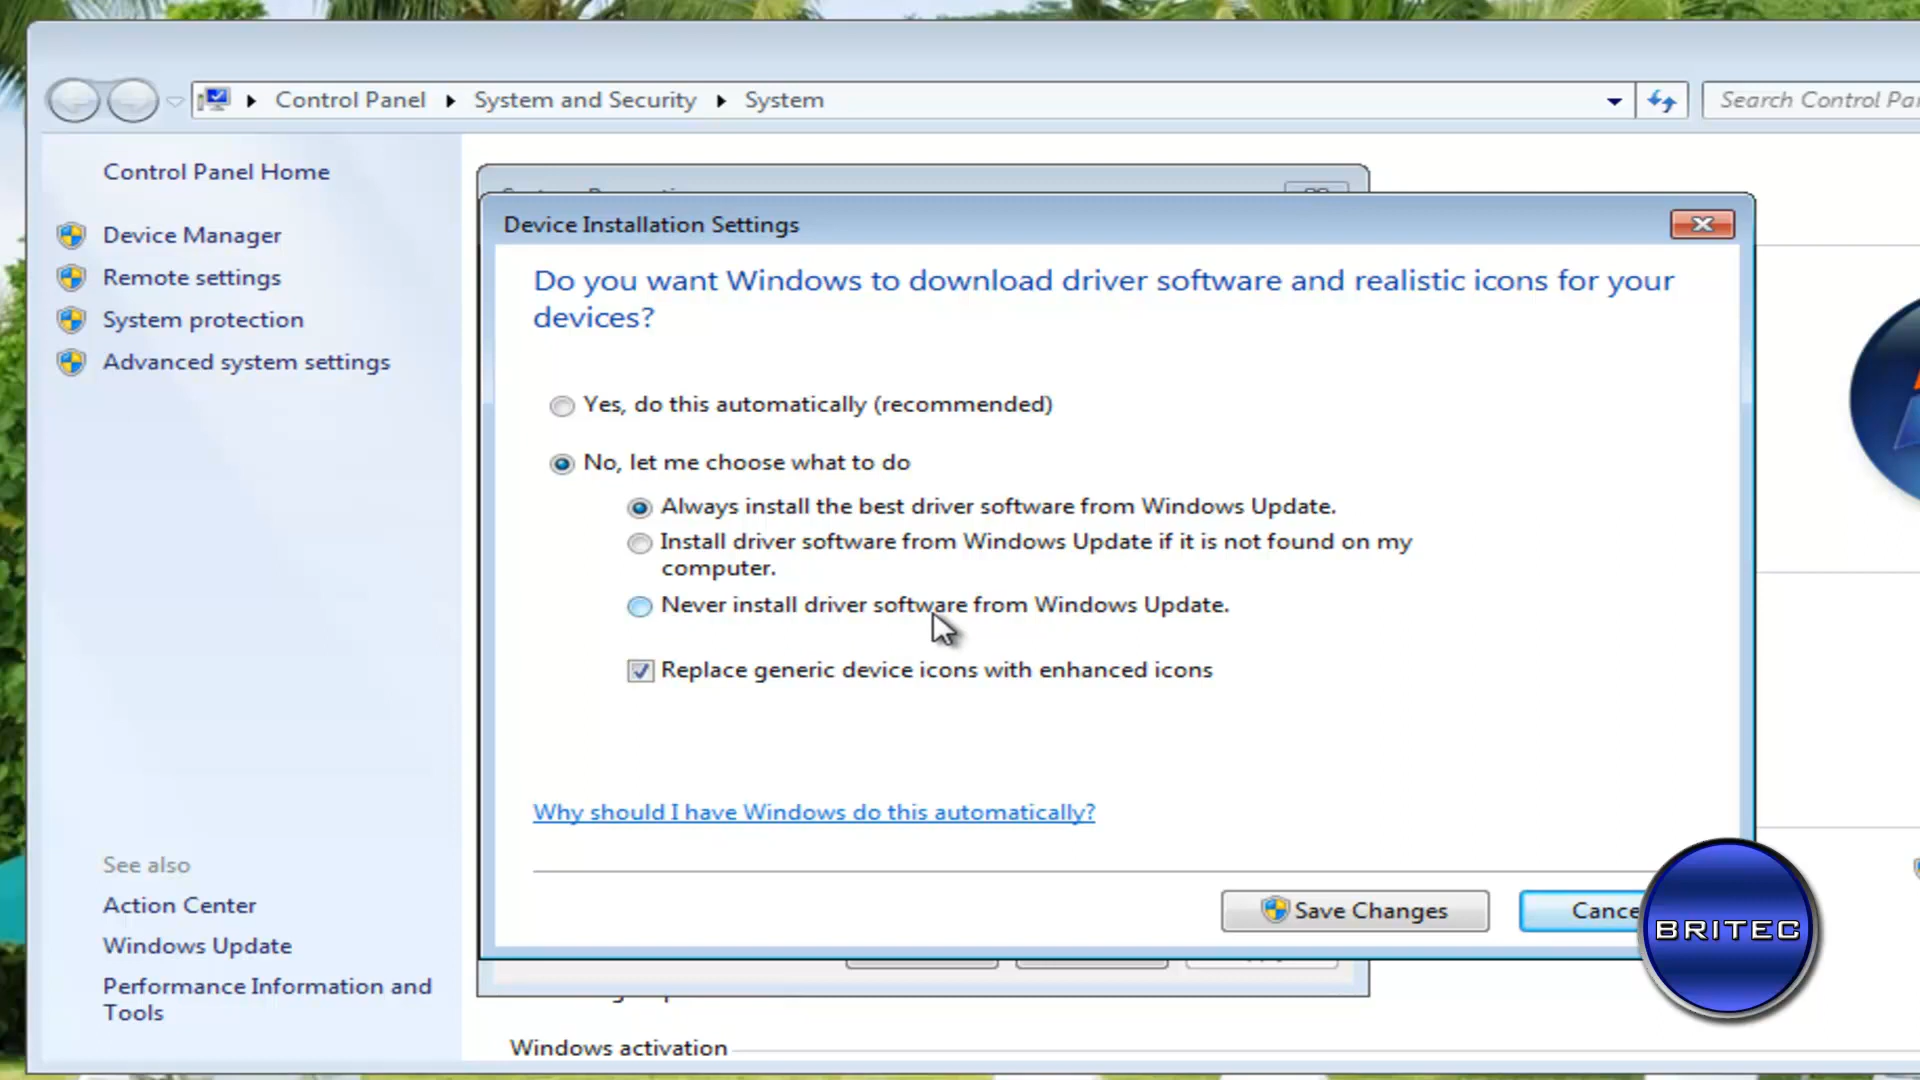 Control Panel System and Security System
Search Control Pa
Control Panel Home
Device Manager
Remote settings
System protection
Advanced system settings
Device Installation Settings
Do you want Windows to download driver software and realistic icons for your
devices?
Yes, do this automatically (recommended)
No, let me choose what to do
Always install the best driver software from Windows Update.
Install driver software from Windows Update if it is not found on my
computer.
Never install driver software from Windows Update.
Replace generic device icons with enhanced icons
Why should I have Windows do this automatically?
Save Changes
Cance
BRITEC
See also
Action Center
Windows Update
Performance Information and
Tools
Windows activation